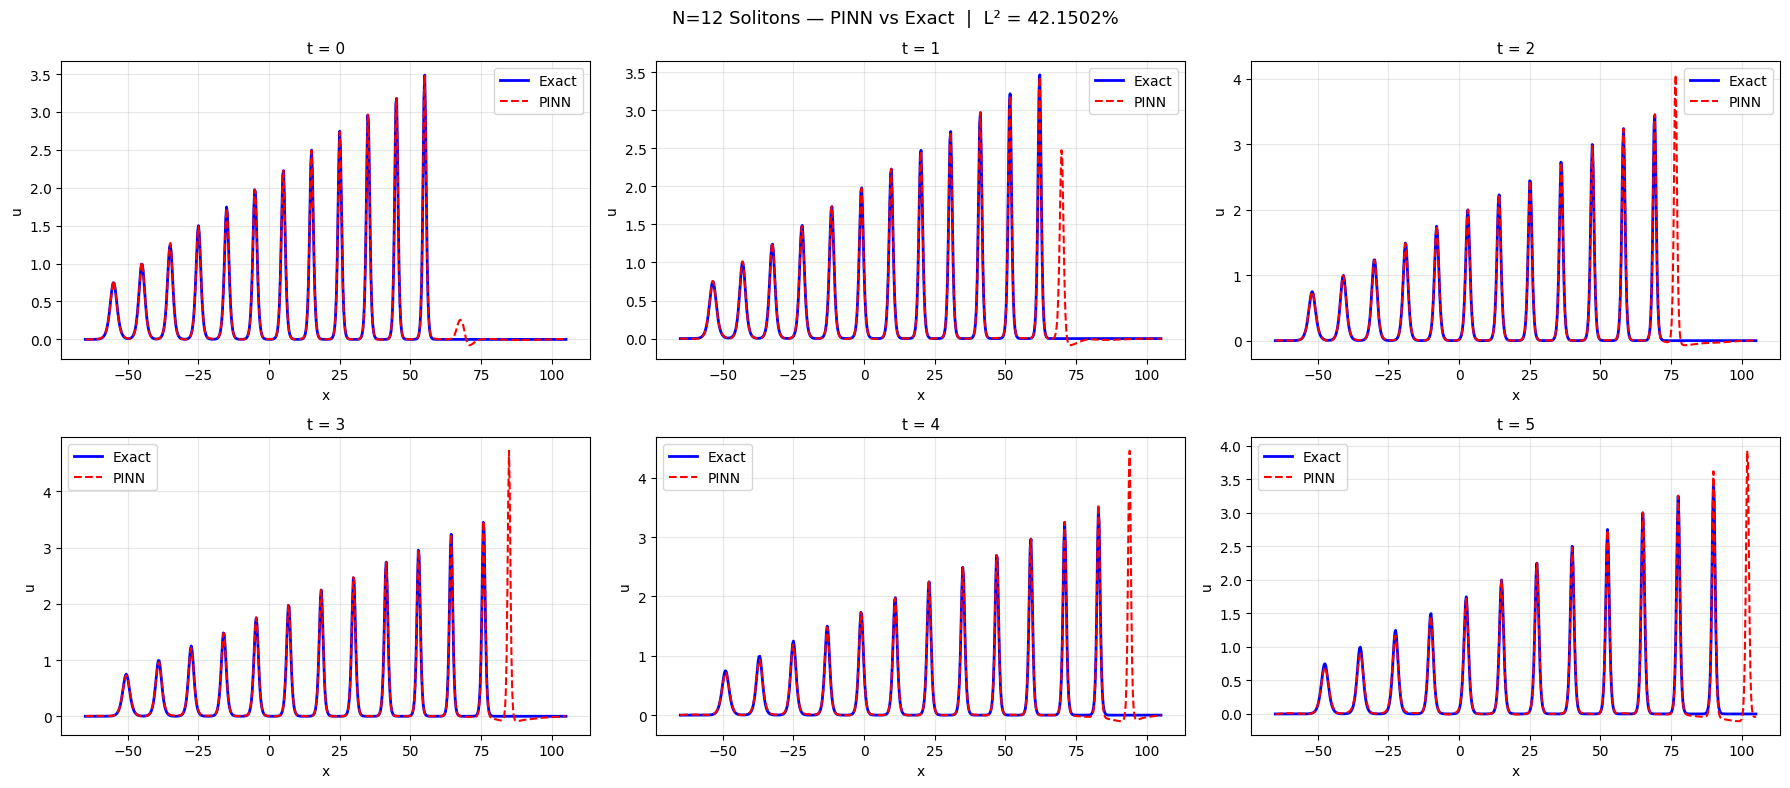 N=12 Solitons — PINN vs Exact | L² = 42.1502%
t = 0
3.5
3.0
2.5
2.0
1.5
1.0
0.5
0.0
u
Exact
PINN
−50
−25
0
25
50
75
100
x
t = 1
3.5
3.0
2.5
2.0
1.5
1.0
0.5
0.0
u
Exact
PINN
−50
−25
0
25
50
75
100
x
t = 2
4
3
2
1
0
u
Exact
PINN
−50
−25
0
25
50
75
100
x
t = 3
4
3
2
1
0
u
Exact
PINN
−50
−25
0
25
50
75
100
x
t = 4
4
3
2
1
0
u
Exact
PINN
−50
−25
0
25
50
75
100
x
t = 5
4.0
3.5
3.0
2.5
2.0
1.5
1.0
0.5
0.0
u
Exact
PINN
−50
−25
0
25
50
75
100
x